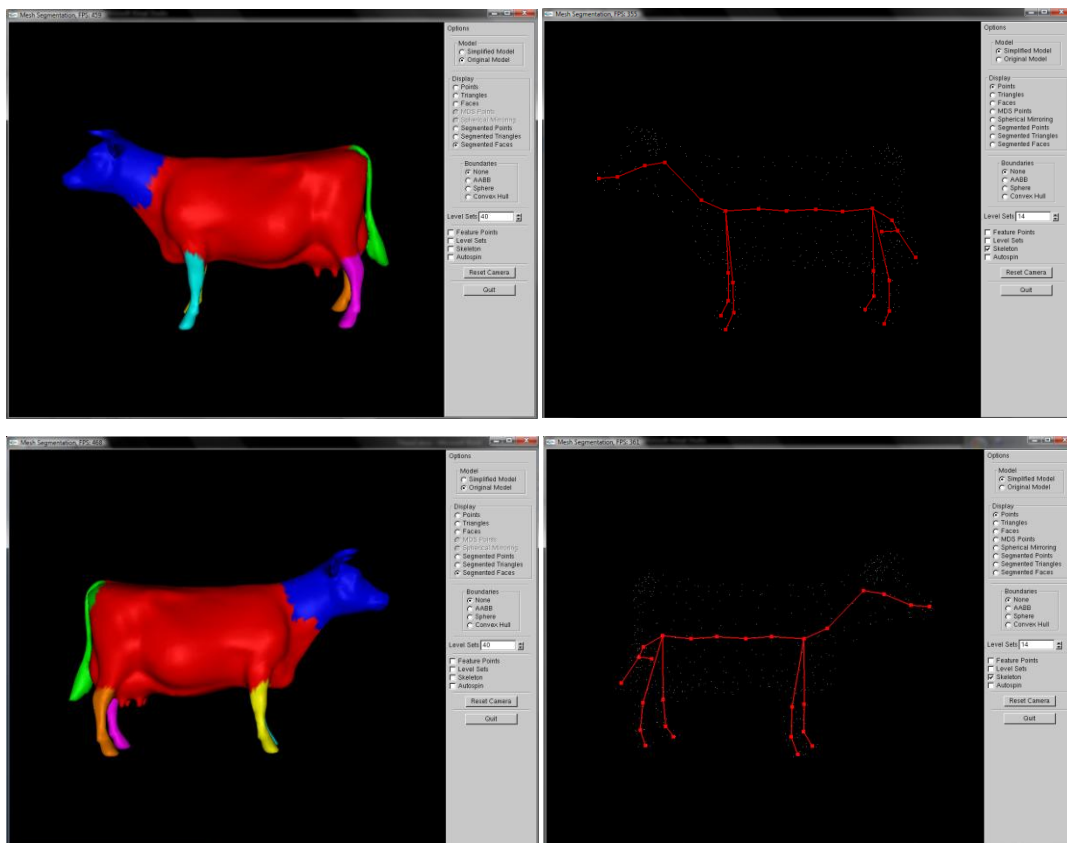 Mesh Segmentation, FPS: 459
Options
Model
Simplified Model
Original Model
Display
Points
Triangles
Faces
MDS Points
Spherical Mirroring
Segmented Points
Segmented Triangles
Segmented Faces
Boundaries
None
AABB
Sphere
Convex Hull
Level Sets 40
Feature Points
Level Sets
Skeleton
Autospin
Reset Camera
Quit
Mesh Segmentation, FPS: 355
Options
Model
Simplified Model
Original Model
Display
Points
Triangles
Faces
MDS Points
Spherical Mirroring
Segmented Points
Segmented Triangles
Segmented Faces
Boundaries
None
AABB
Sphere
Convex Hull
Level Sets 14
Feature Points
Level Sets
Skeleton
Autospin
Reset Camera
Quit
Mesh Segmentation, FPS: 468
Options
Model
Simplified Model
Original Model
Display
Points
Triangles
Faces
MDS Points
Spherical Mirroring
Segmented Points
Segmented Triangles
Segmented Faces
Boundaries
None
AABB
Sphere
Convex Hull
Level Sets 40
Feature Points
Level Sets
Skeleton
Autospin
Reset Camera
Quit
Mesh Segmentation, FPS: 361
Options
Model
Simplified Model
Original Model
Display
Points
Triangles
Faces
MDS Points
Spherical Mirroring
Segmented Points
Segmented Triangles
Segmented Faces
Boundaries
None
AABB
Sphere
Convex Hull
Level Sets 14
Feature Points
Level Sets
Skeleton
Autospin
Reset Camera
Quit